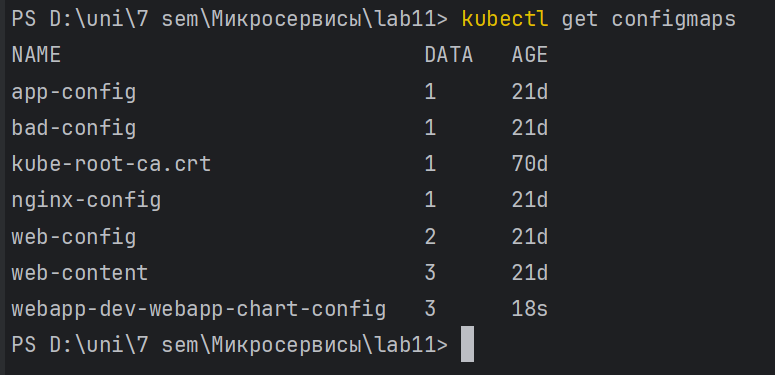 PS D:\uni\7 sem\Микросервисы\lab11> kubectl get configmaps
NAME DATA AGE
app-config 1 21d
bad-config 1 21d
kube-root-ca.crt 1 70d
nginx-config 1 21d
web-config 2 21d
web-content 3 21d
webapp-dev-webapp-chart-config 3 18s
PS D:\uni\7 sem\Микросервисы\lab11>